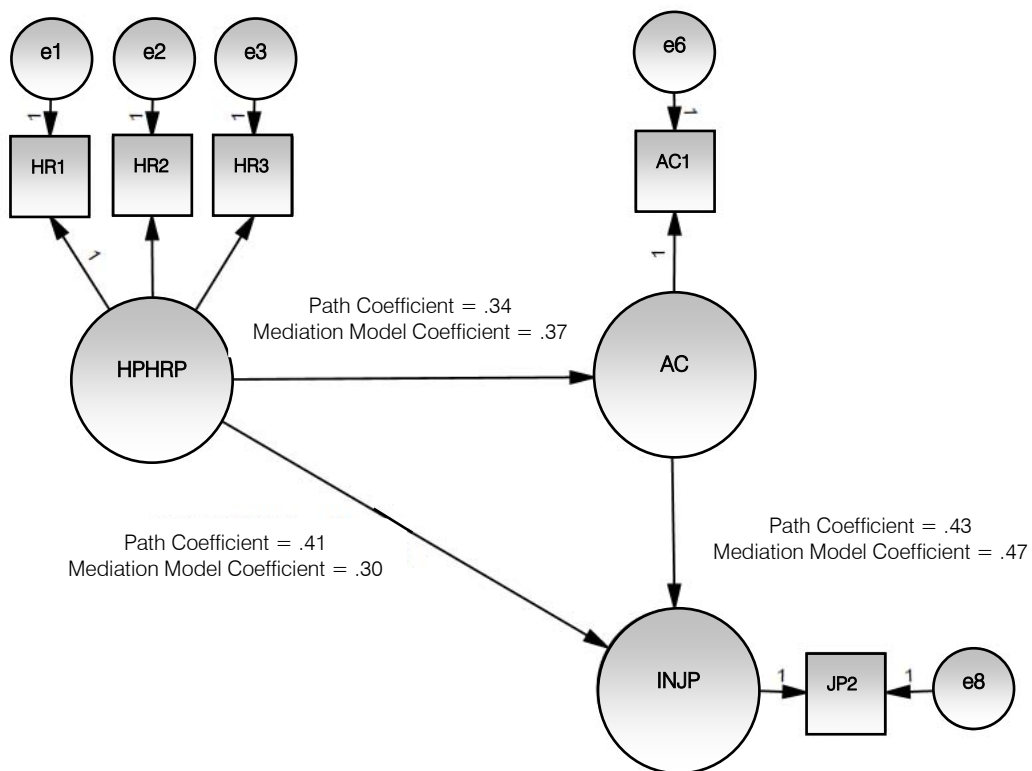 e1
e2
e3
e6
1
1
1
1
HR1
HR2
HR3
AC1
1
1
Path Coefficient = .34
Mediation Model Coefficient = .37
HPHRP
AC
Path Coefficient = .41
Mediation Model Coefficient = .30
Path Coefficient = .43
Mediation Model Coefficient = .47
INJP
1
JP2
1
e8